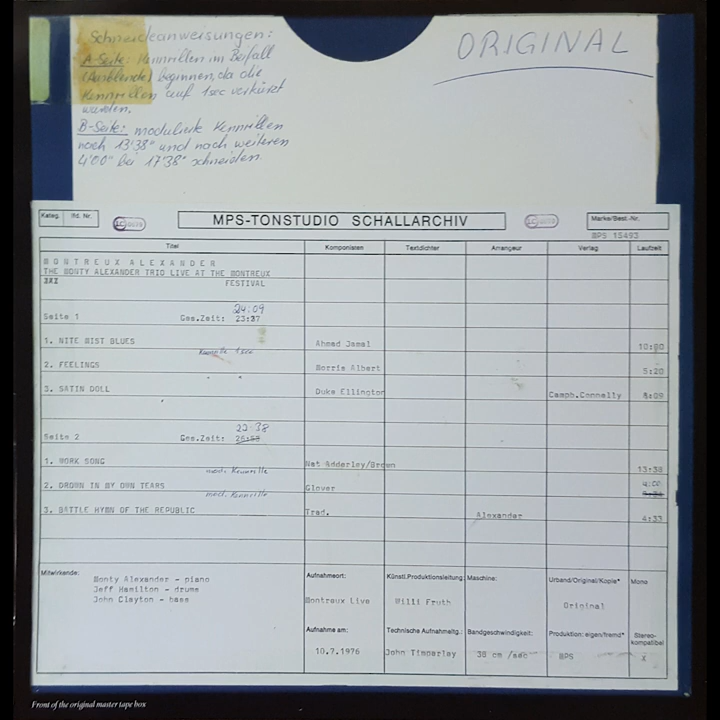 Schneideanweisungen:
A-Seite: Kennrillen im Beifall
(Ausblende) beginnen, da die
Kennrillen auf 1sec verkürzt
wurden.
B-Seite: modulierte Kennrillen
nach 13'38" und nach weiteren
4'00" bei 17'38" schneiden.
ORIGINAL
Kateg. lfd. Nr.
MPS-TONSTUDIO SCHALLARCHIV
Marke/Best.-Nr.
MPS 15493
Titel Komponisten Textdichter Arrangeur Verlag Laufzeit
MONTREUX ALEXANDER
THE MONTY ALEXANDER TRIO LIVE AT THE MONTREUX
FESTIVAL
24:09
Seite 1 Ges.Zeit: 23:27
1. NITE MIST BLUES Ahmad Jamal 10:00
Kennrille 1 sec
2. FEELINGS Morris Albert 5:20
3. SATIN DOLL Duke Ellington Campb.Connelly 8:09
22 38
Seite 2 Ges.Zeit:
1. WORK SONG Nat Adderley/Brown 13:38
mod. Kennrille
2. DROWN IN MY OWN TEARS Glover 4:00
mod. Kennrille
3. BATTLE HYMN OF THE REPUBLIC Trad. Alexander 4:33
Mitwirkende:
Monty Alexander - piano
Jeff Hamilton - drums
John Clayton - bass
Aufnahmeort: Künstl.Produktionsleitung: Maschine: Urband/Original/Kopie* Mono
Montreux Live Willi Fruth Original
Aufnahme am: Technische Aufnahmeltg.: Bandgeschwindigkeit: Produktion: eigen/fremd* Stereo-
kompatibel
10.7.1976 John Timperley 38 cm /sec MPS X
Front of the original master tape box